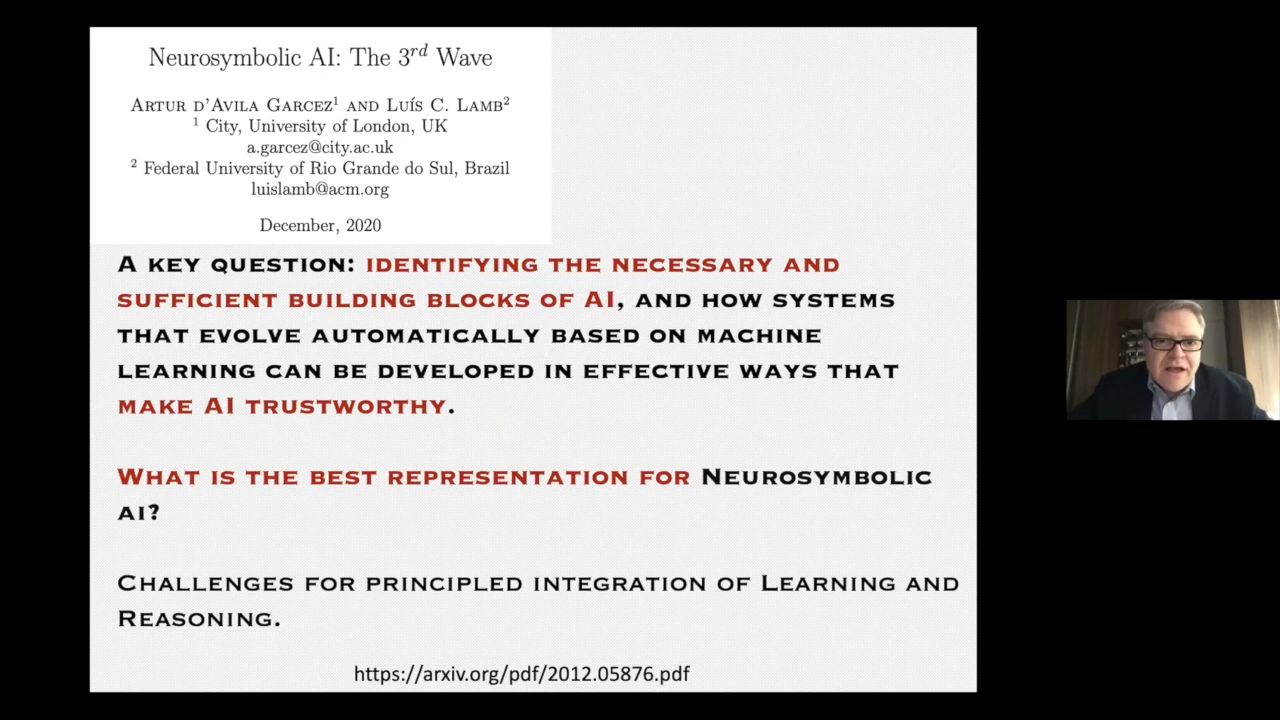 Neurosymbolic AI: The 3rd Wave
Artur d'Avila Garcez1 and Luís C. Lamb2
1 City, University of London, UK
a.garcez@city.ac.uk
2 Federal University of Rio Grande do Sul, Brazil
luislamb@acm.org
December, 2020
A key question: identifying the necessary and
sufficient building blocks of AI, and how systems
that evolve automatically based on machine
learning can be developed in effective ways that
make AI trustworthy.
What is the best representation for Neurosymbolic
AI?
Challenges for principled integration of Learning and
Reasoning.
https://arxiv.org/pdf/2012.05876.pdf